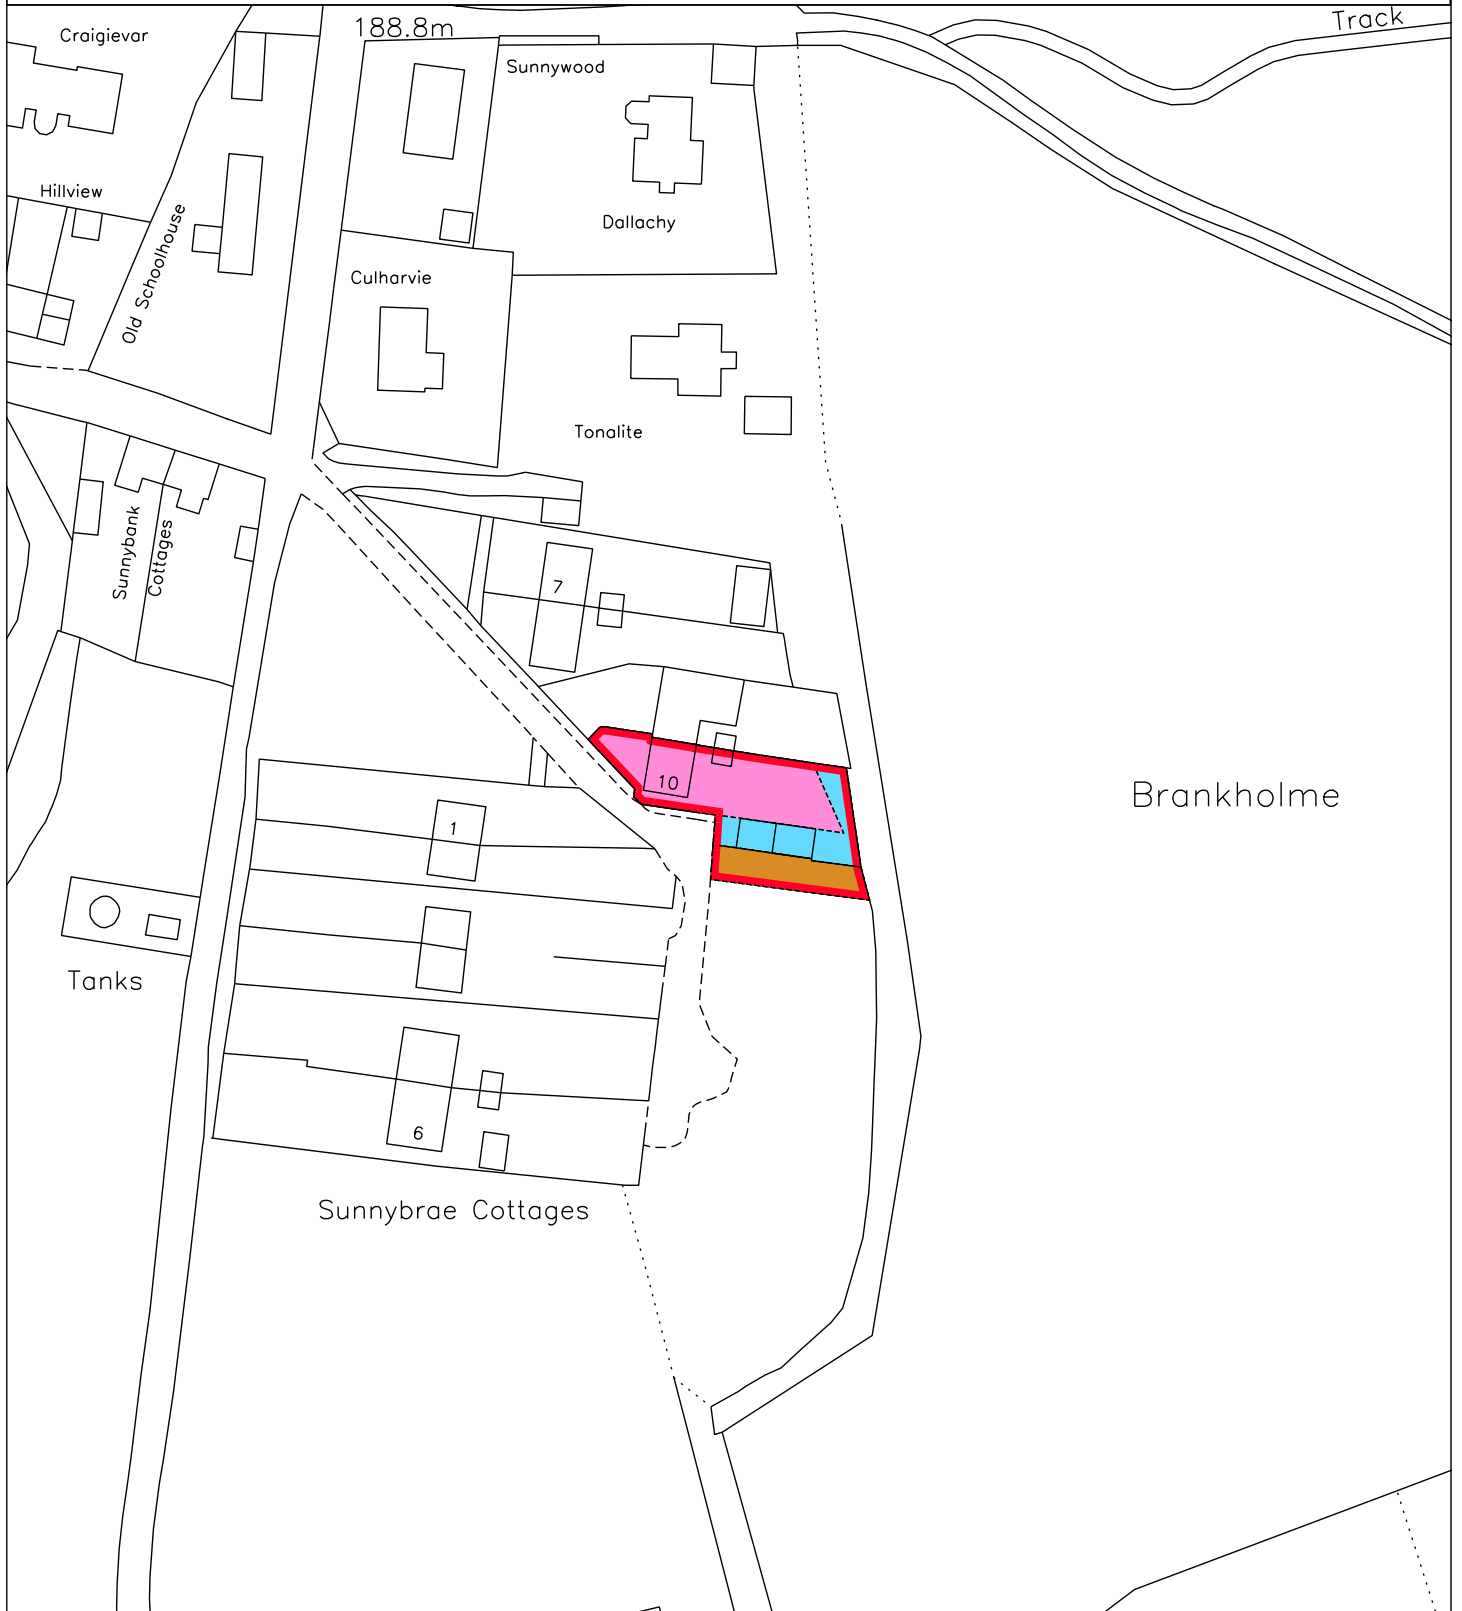 Craigievar
188.8m
Track
Sunnywood
Hillview
Dallachy
Old Schoolhouse
Culharvie
Tonalite
Sunnybank
Cottages
7
10
Brankholme
1
Tanks
6
Sunnybrae Cottages